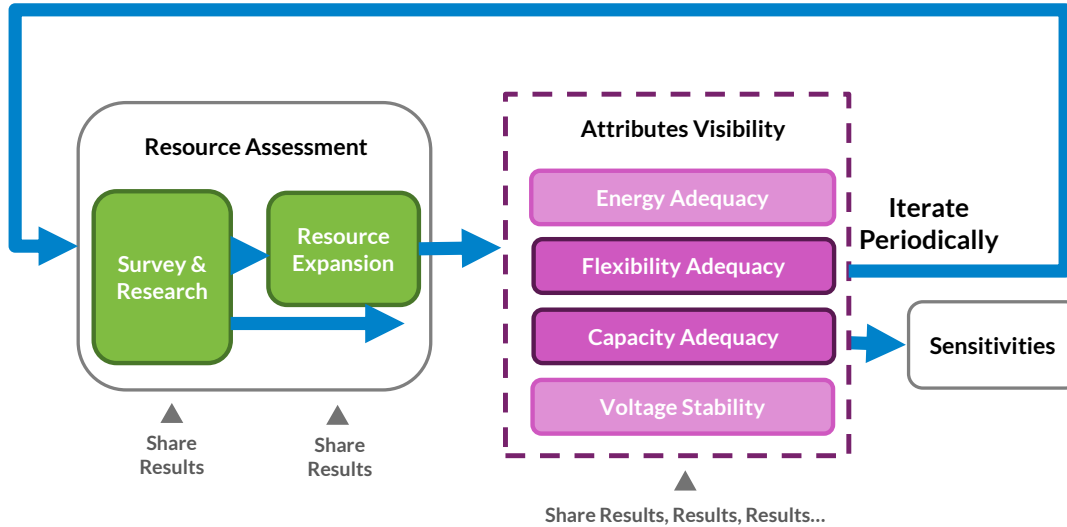 Resource Assessment
Survey &
Research
Resource
Expansion
Share
Results
Share
Results
Attributes Visibility
Energy Adequacy
Flexibility Adequacy
Capacity Adequacy
Voltage Stability
Share Results, Results, Results...
Iterate
Periodically
Sensitivities